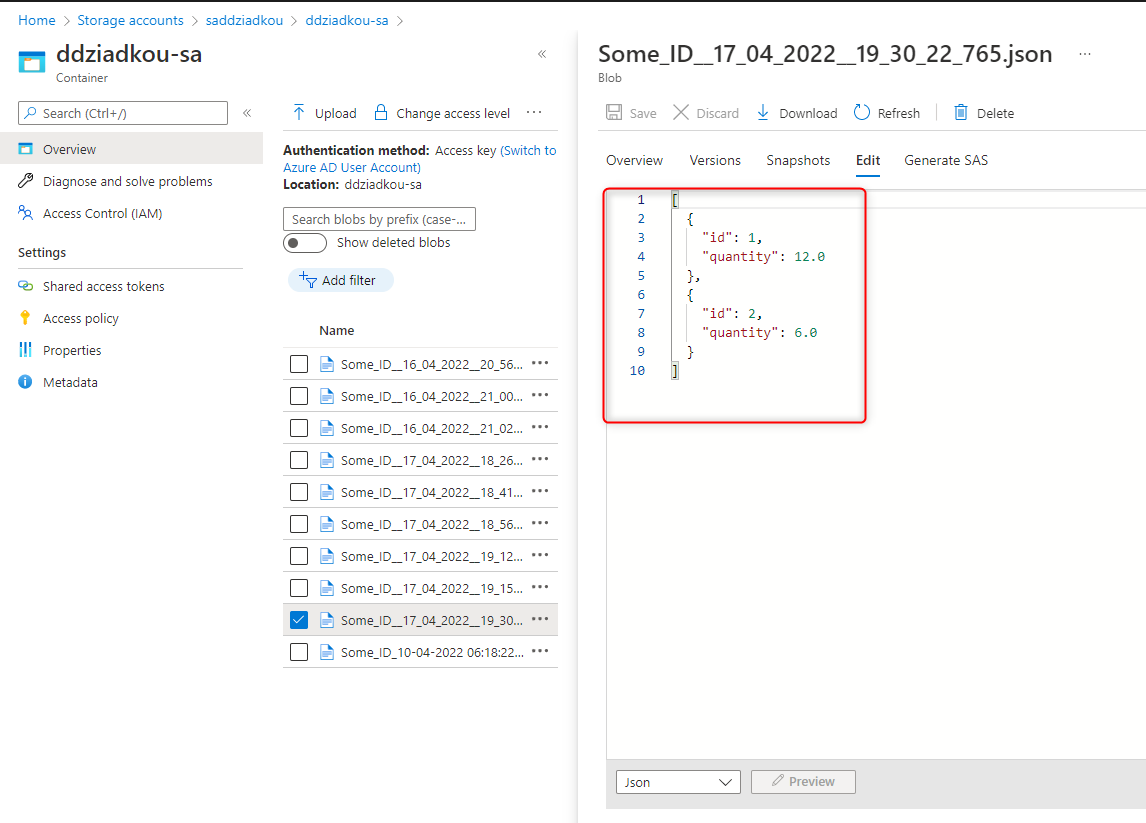 Home > Storage accounts > saddziadkou > ddziadkou-sa >
ddziadkou-sa
Container
Search (Ctrl+/)
Overview
Diagnose and solve problems
Access Control (IAM)
Settings
Shared access tokens
Access policy
Properties
Metadata
Upload
Change access level
Authentication method: Access key (Switch to
Azure AD User Account)
Location: ddziadkou-sa
Search blobs by prefix (case-...
Show deleted blobs
Add filter
Name
Some_ID__16_04_2022__20_56...
Some_ID__16_04_2022__21_00...
Some_ID__16_04_2022__21_02...
Some_ID__17_04_2022__18_26...
Some_ID__17_04_2022__18_41...
Some_ID__17_04_2022__18_56...
Some_ID__17_04_2022__19_12...
Some_ID__17_04_2022__19_15...
Some_ID__17_04_2022__19_30...
Some_ID_10-04-2022 06:18:22...
Some_ID__17_04_2022__19_30_22_765.json
Blob
Save Discard Download Refresh Delete
Overview Versions Snapshots Edit Generate SAS
1 [
2 {
3 "id": 1,
4 "quantity": 12.0
5 },
6 {
7 "id": 2,
8 "quantity": 6.0
9 }
10 ]
Json
Preview